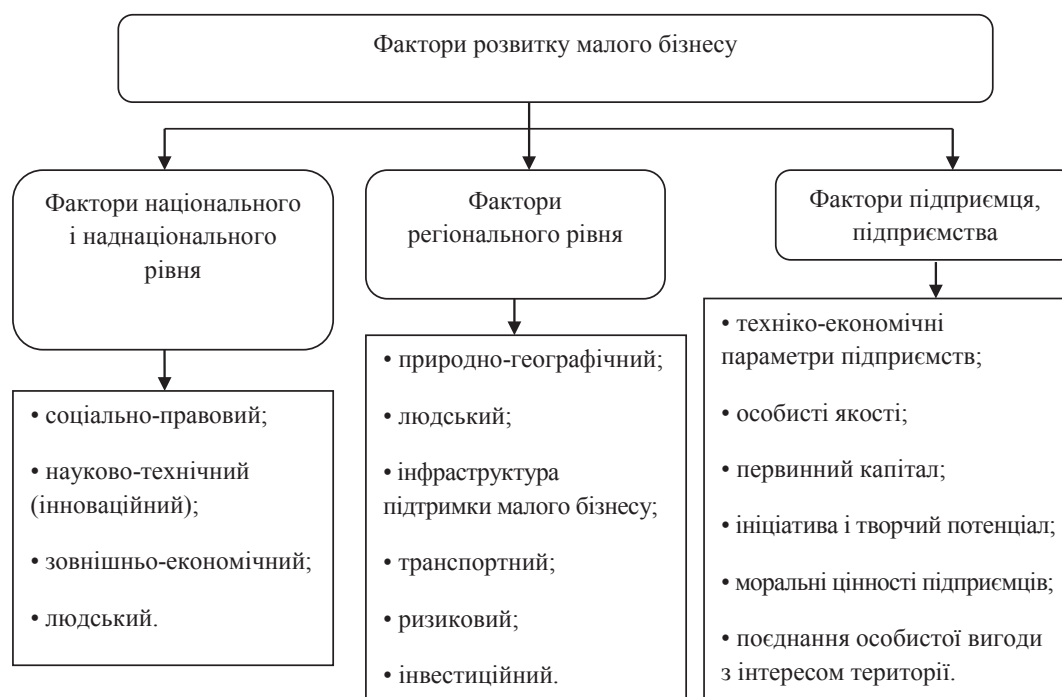 Фактори розвитку малого бізнесу
Фактори національного
і наднаціонального
рівня
Фактори
регіонального рівня
Фактори підприємця,
підприємства
• соціально-правовий;
• науково-технічний
(інноваційний);
• зовнішньо-економічний;
• людський.
• природно-географічний;
• людський;
• інфраструктура
підтримки малого бізнесу;
• транспортний;
• ризиковий;
• інвестиційний.
• техніко-економічні
параметри підприємств;
• особисті якості;
• первинний капітал;
• ініціатива і творчий потенціал;
• моральні цінності підприємців;
• поєднання особистої вигоди
з інтересом території.